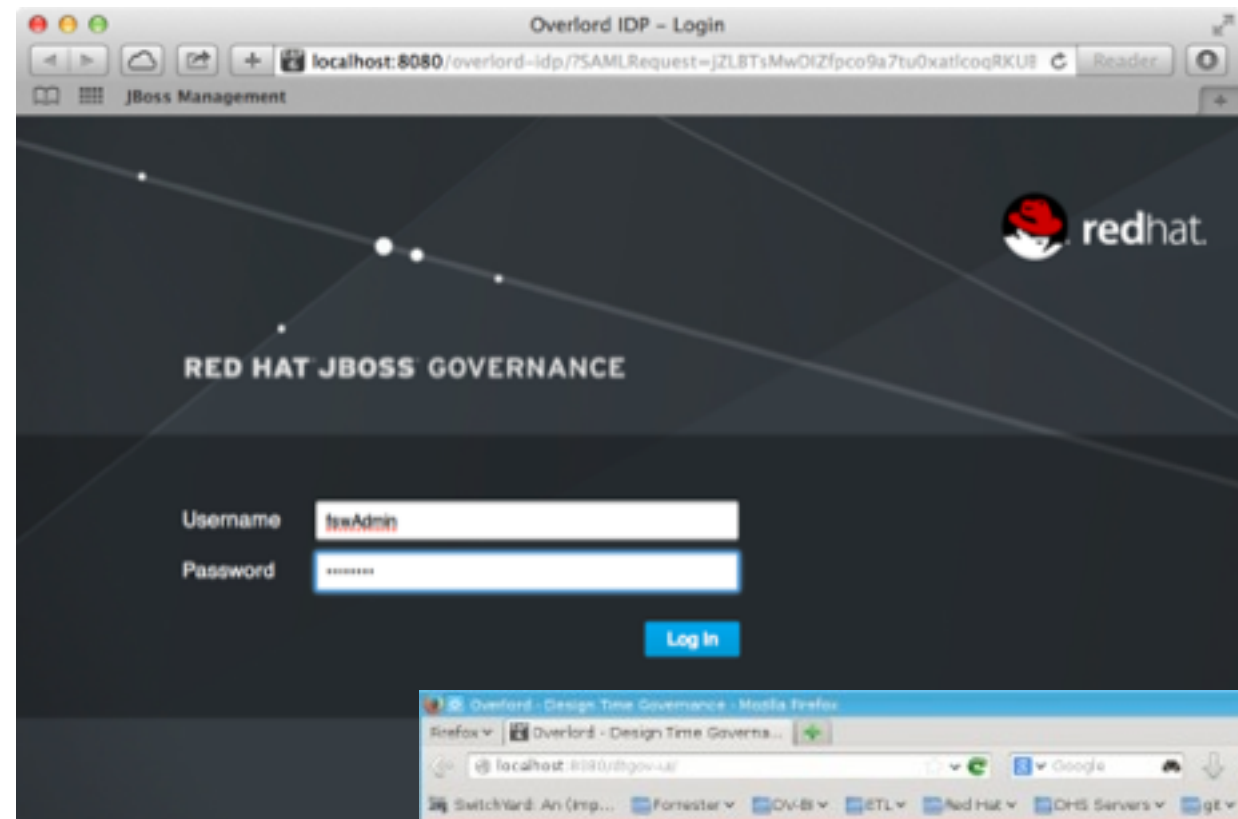 Overlord IDP – Login
localhost:8080/overlord-idp/?SAMLRequest=
Reader
JBoss Management
redhat.
RED HAT JBOSS GOVERNANCE
Username fswAdmin
Password ••••••••
Log In
Overlord - Design Time Governance - Mozilla Firefox
Firefox Overlord - Design Time Governa...
localhost:8080/dtgov-ui/ Google
SwitchYard: An (Imp... Forrester OV-BI ETL Red Hat OHS Servers git